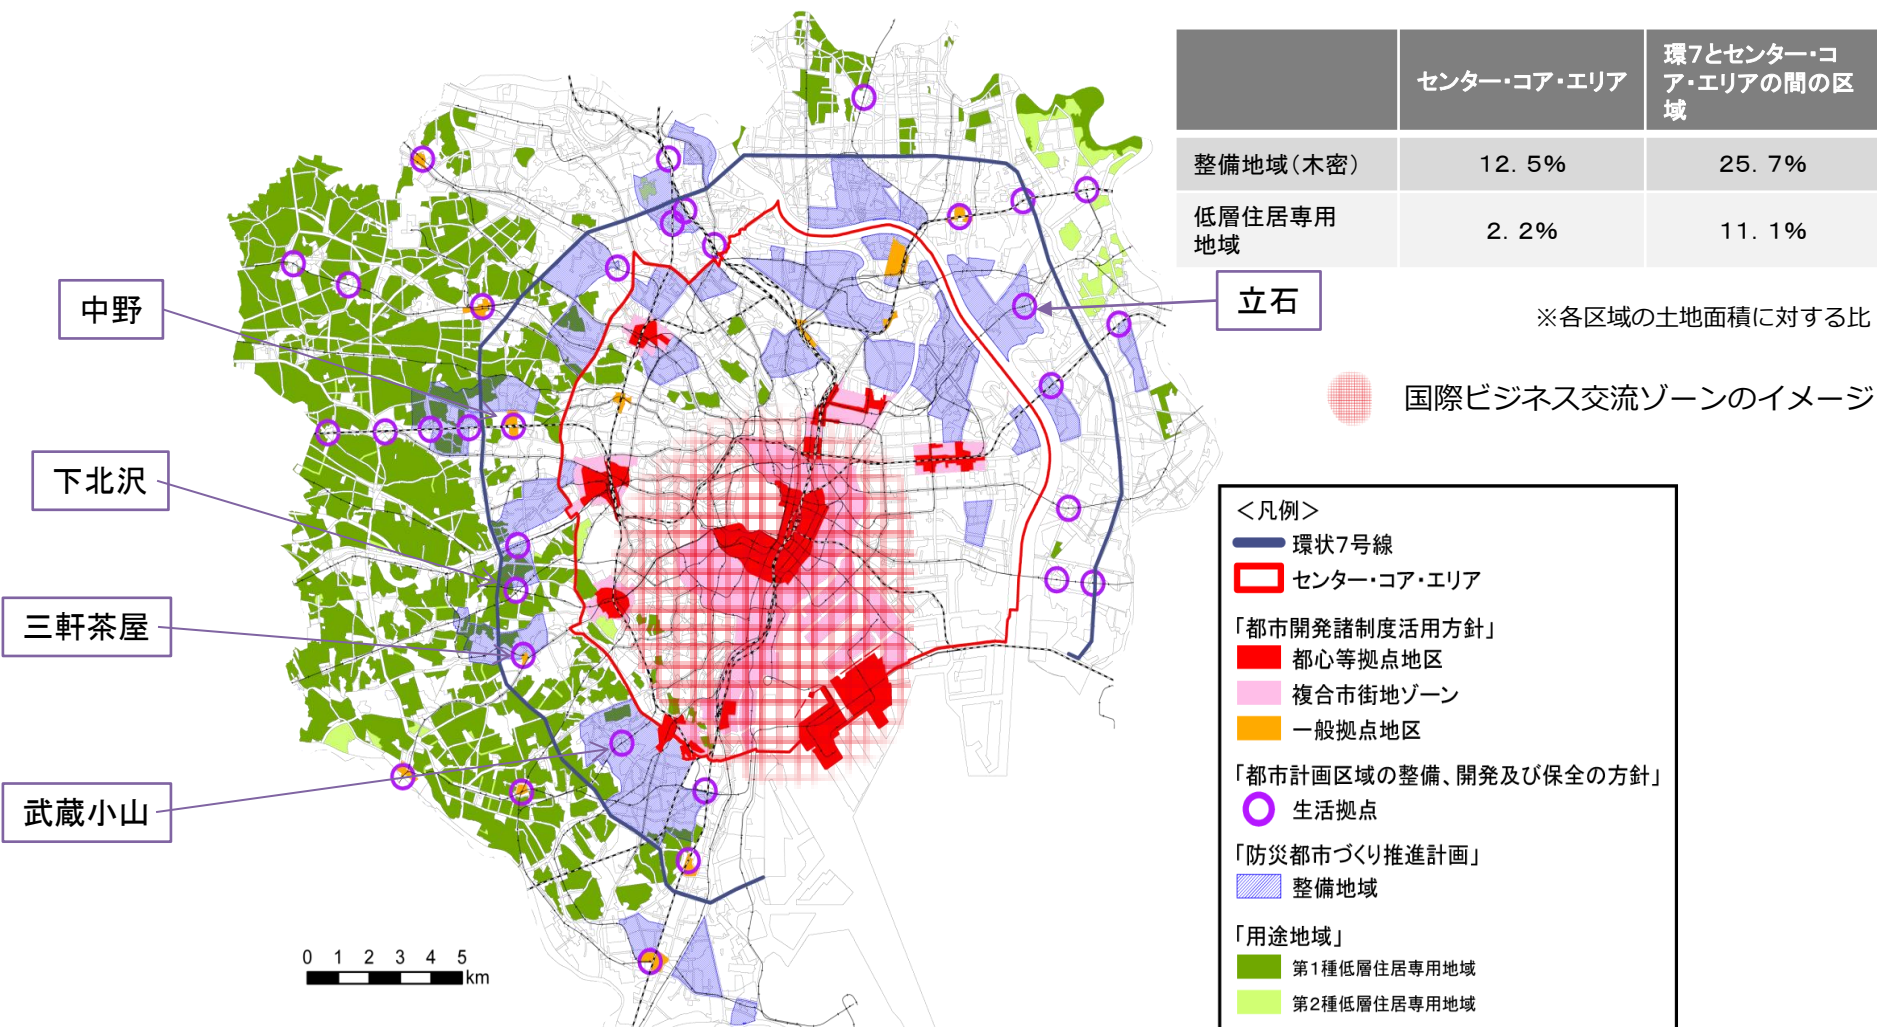 センター・コア・エリア
環7とセンター・コ
ア・エリアの間の区
域
整備地域（木密）
12.5%
25.7%
低層住居専用
地域
2.2%
11.1%
※各区域の土地面積に対する比
国際ビジネス交流ゾーンのイメージ
立石
中野
下北沢
三軒茶屋
武蔵小山
0 1 2 3 4 5
km
＜凡例＞
環状7号線
センター・コア・エリア
「都市開発諸制度活用方針」
都心等拠点地区
複合市街地ゾーン
一般拠点地区
「都市計画区域の整備、開発及び保全の方針」
生活拠点
「防災都市づくり推進計画」
整備地域
「用途地域」
第1種低層住居専用地域
第2種低層住居専用地域